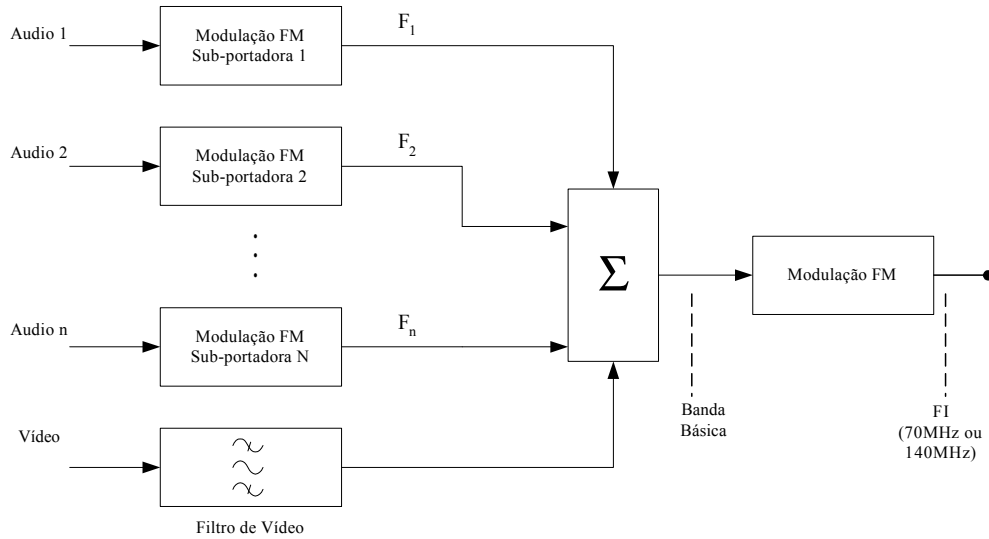 Audio 1
Modulação FM
Sub-portadora 1
F1
Audio 2
Modulação FM
Sub-portadora 2
F2
Σ
Modulação FM
Audio n
Modulação FM
Sub-portadora N
Fn
Banda
Básica
FI
(70MHz ou
140MHz)
Vídeo
Filtro de Vídeo